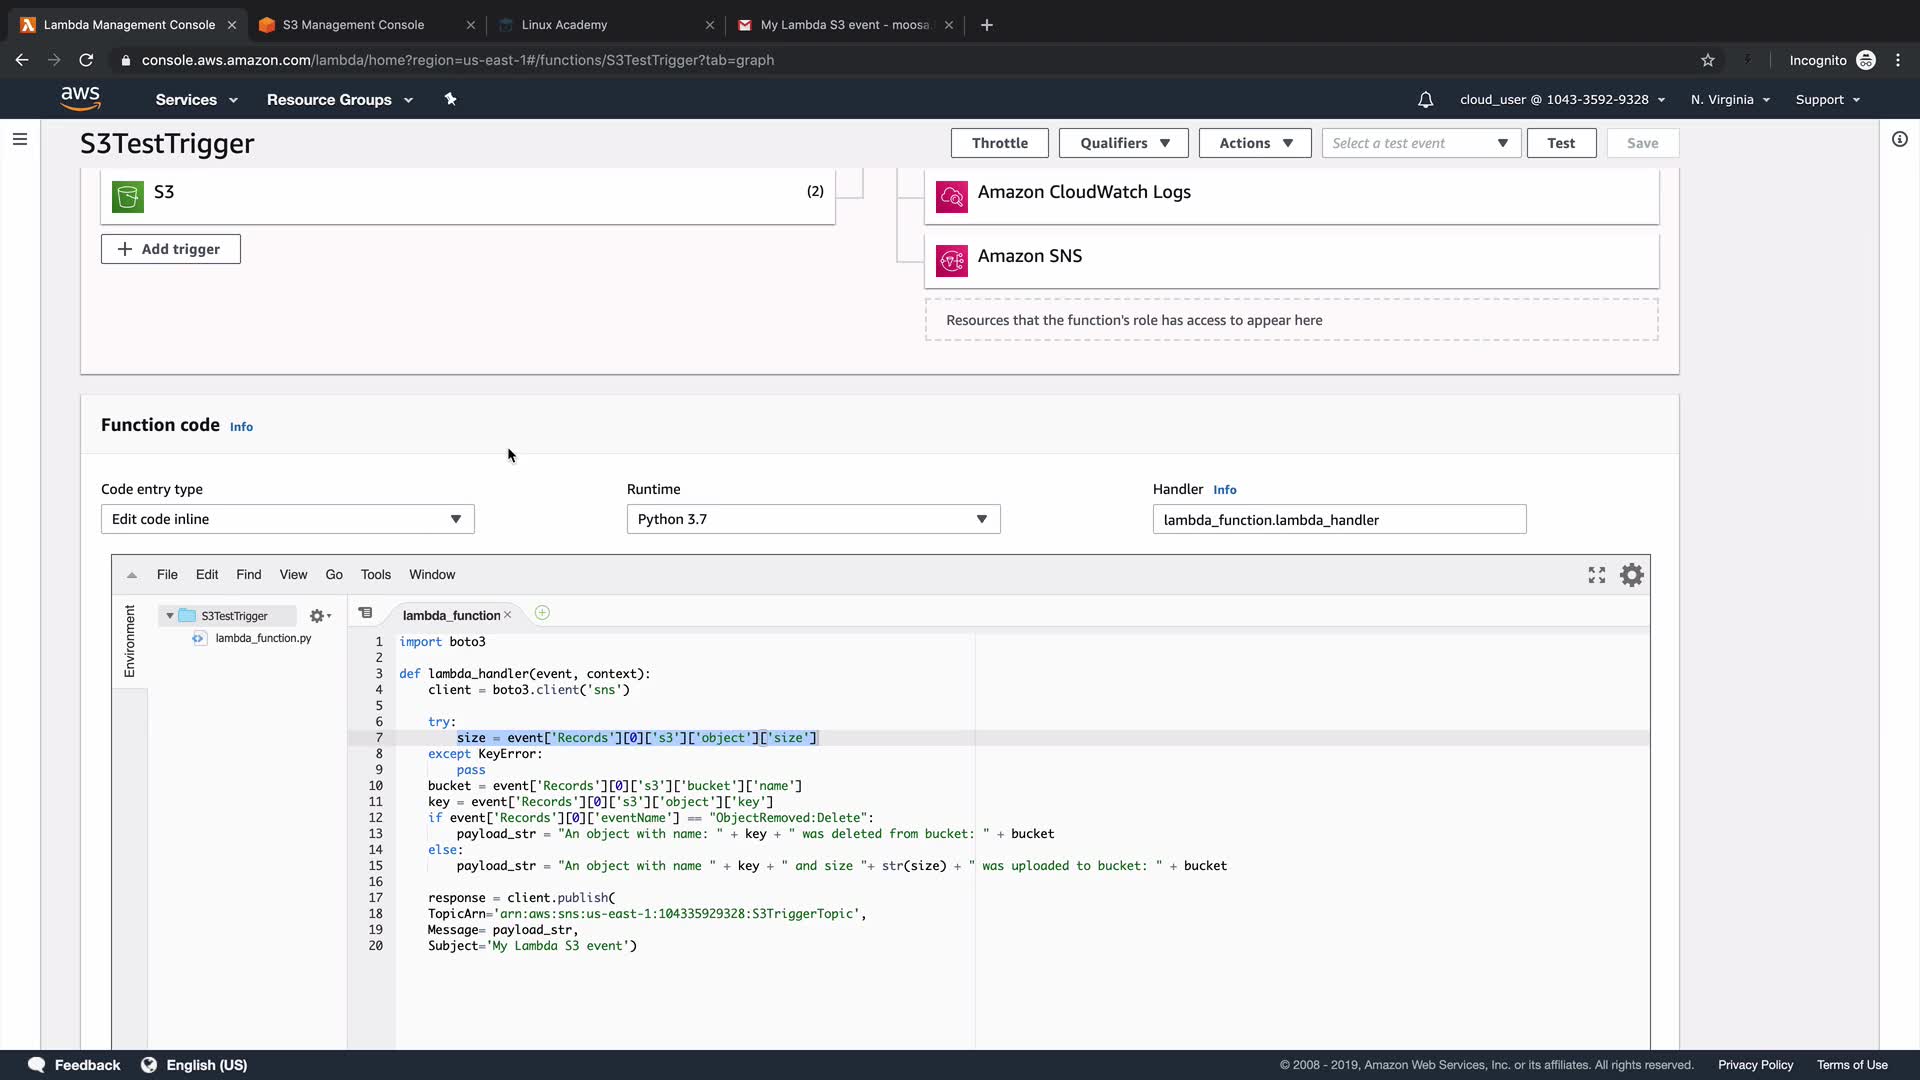 Lambda Management Console
S3 Management Console
Linux Academy
My Lambda S3 event - moosa.
console.aws.amazon.com/lambda/home?region=us-east-1#/functions/S3TestTrigger?tab=graph
Incognito
aws
Services
Resource Groups
cloud_user @ 1043-3592-9328
N. Virginia
Support
S3TestTrigger
Throttle
Qualifiers
Actions
Select a test event
Test
Save
S3
(2)
Amazon CloudWatch Logs
Add trigger
Amazon SNS
Resources that the function's role has access to appear here
Function code Info
Code entry type
Runtime
Handler Info
Edit code inline
Python 3.7
lambda_function.lambda_handler
File Edit Find View Go Tools Window
Environment
S3TestTrigger
lambda_function.py
lambda_function
1 import boto3
2
3 def lambda_handler(event, context):
4 client = boto3.client('sns')
5
6 try:
7 size = event['Records'][0]['s3']['object']['size']
8 except KeyError:
9 pass
10 bucket = event['Records'][0]['s3']['bucket']['name']
11 key = event['Records'][0]['s3']['object']['key']
12 if event['Records'][0]['eventName'] == "ObjectRemoved:Delete":
13 payload_str = "An object with name: " + key + " was deleted from bucket: " + bucket
14 else:
15 payload_str = "An object with name " + key + " and size "+ str(size) + " was uploaded to bucket: " + bucket
16
17 response = client.publish(
18 TopicArn='arn:aws:sns:us-east-1:104335929328:S3TriggerTopic',
19 Message= payload_str,
20 Subject='My Lambda S3 event')
Feedback
English (US)
© 2008 - 2019, Amazon Web Services, Inc. or its affiliates. All rights reserved.
Privacy Policy
Terms of Use